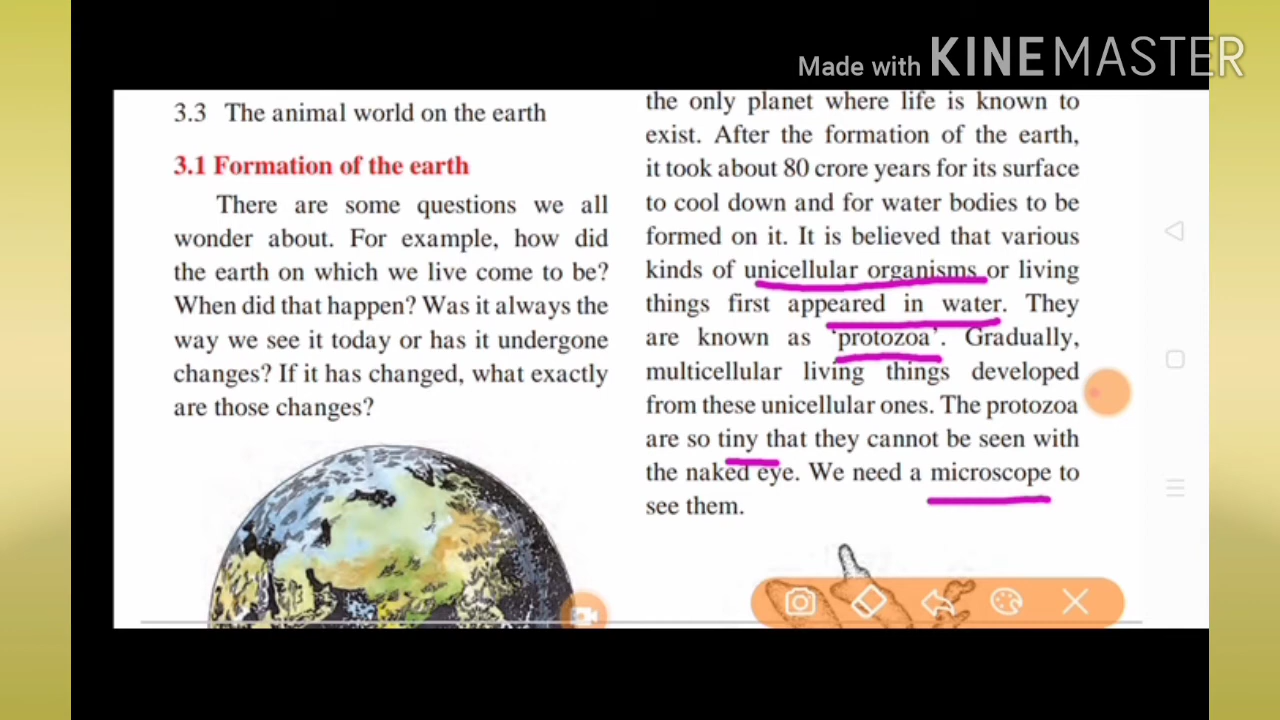 Made with KINEMASTER
3.3 The animal world on the earth
3.1 Formation of the earth
There are some questions we all
wonder about. For example, how did
the earth on which we live come to be?
When did that happen? Was it always the
way we see it today or has it undergone
changes? If it has changed, what exactly
are those changes?
the only planet where life is known to
exist. After the formation of the earth,
it took about 80 crore years for its surface
to cool down and for water bodies to be
formed on it. It is believed that various
kinds of unicellular organisms or living
things first appeared in water. They
are known as ‘protozoa’. Gradually,
multicellular living things developed
from these unicellular ones. The protozoa
are so tiny that they cannot be seen with
the naked eye. We need a microscope to
see them.